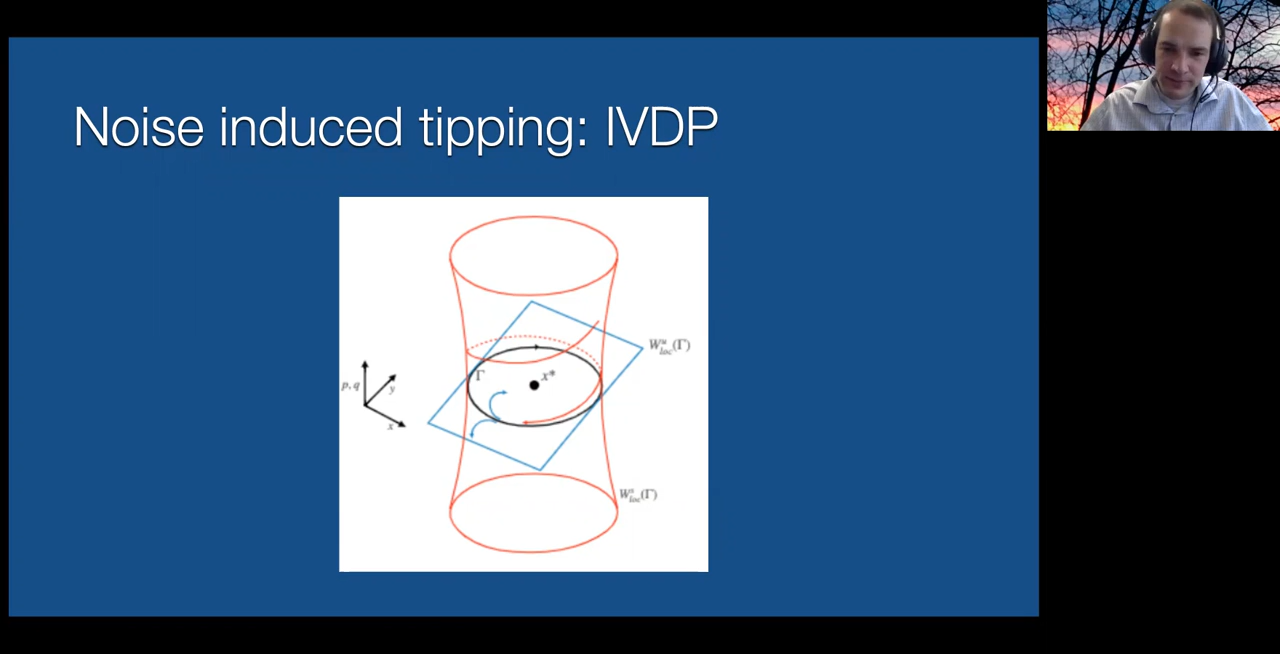 Noise induced tipping: IVDP
W^u_loc(Γ)
Γ
x*
p, q
y
x
W^s_loc(Γ)